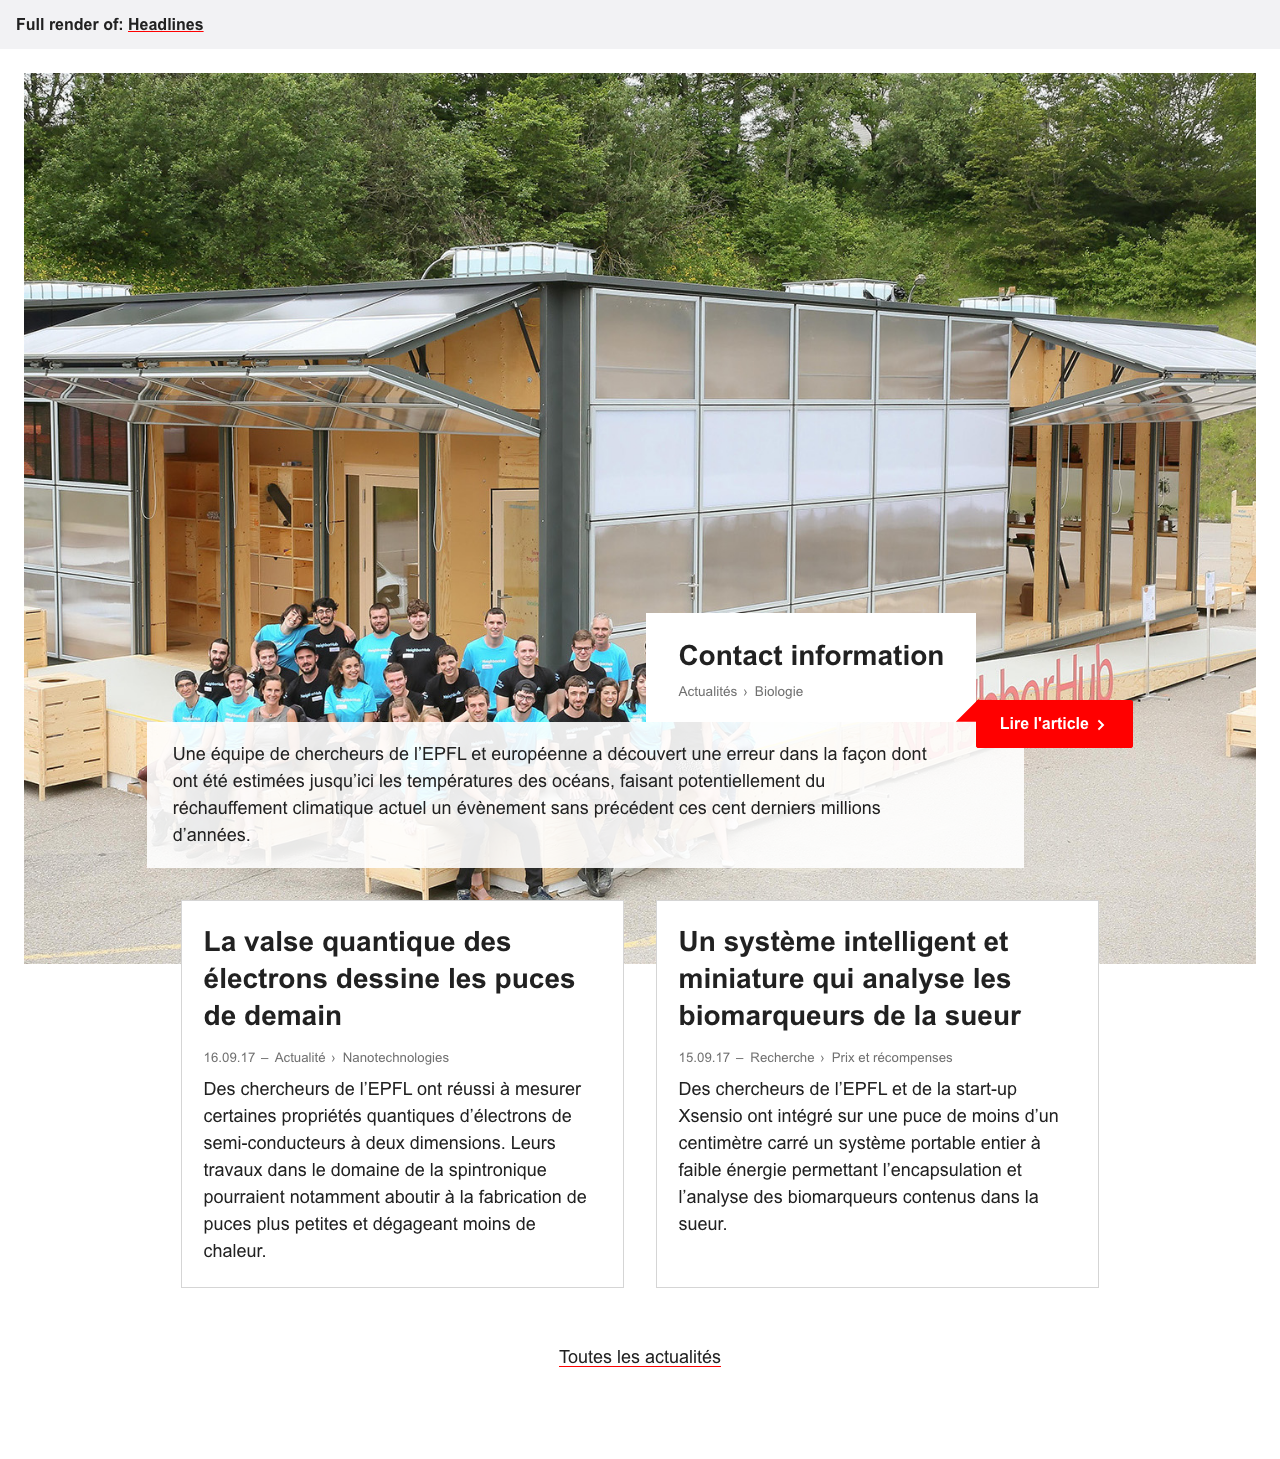 Full render of: Headlines
Contact information
Actualités › Biologie
Lire l'article ›
Une équipe de chercheurs de l’EPFL et européenne a découvert une erreur dans la façon dont
ont été estimées jusqu’ici les températures des océans, faisant potentiellement du
réchauffement climatique actuel un évènement sans précédent ces cent derniers millions
d’années.
La valse quantique des
électrons dessine les puces
de demain
16.09.17 – Actualité › Nanotechnologies
Des chercheurs de l’EPFL ont réussi à mesurer
certaines propriétés quantiques d’électrons de
semi-conducteurs à deux dimensions. Leurs
travaux dans le domaine de la spintronique
pourraient notamment aboutir à la fabrication de
puces plus petites et dégageant moins de
chaleur.
Un système intelligent et
miniature qui analyse les
biomarqueurs de la sueur
15.09.17 – Recherche › Prix et récompenses
Des chercheurs de l’EPFL et de la start-up
Xsensio ont intégré sur une puce de moins d’un
centimètre carré un système portable entier à
faible énergie permettant l’encapsulation et
l’analyse des biomarqueurs contenus dans la
sueur.
Toutes les actualités